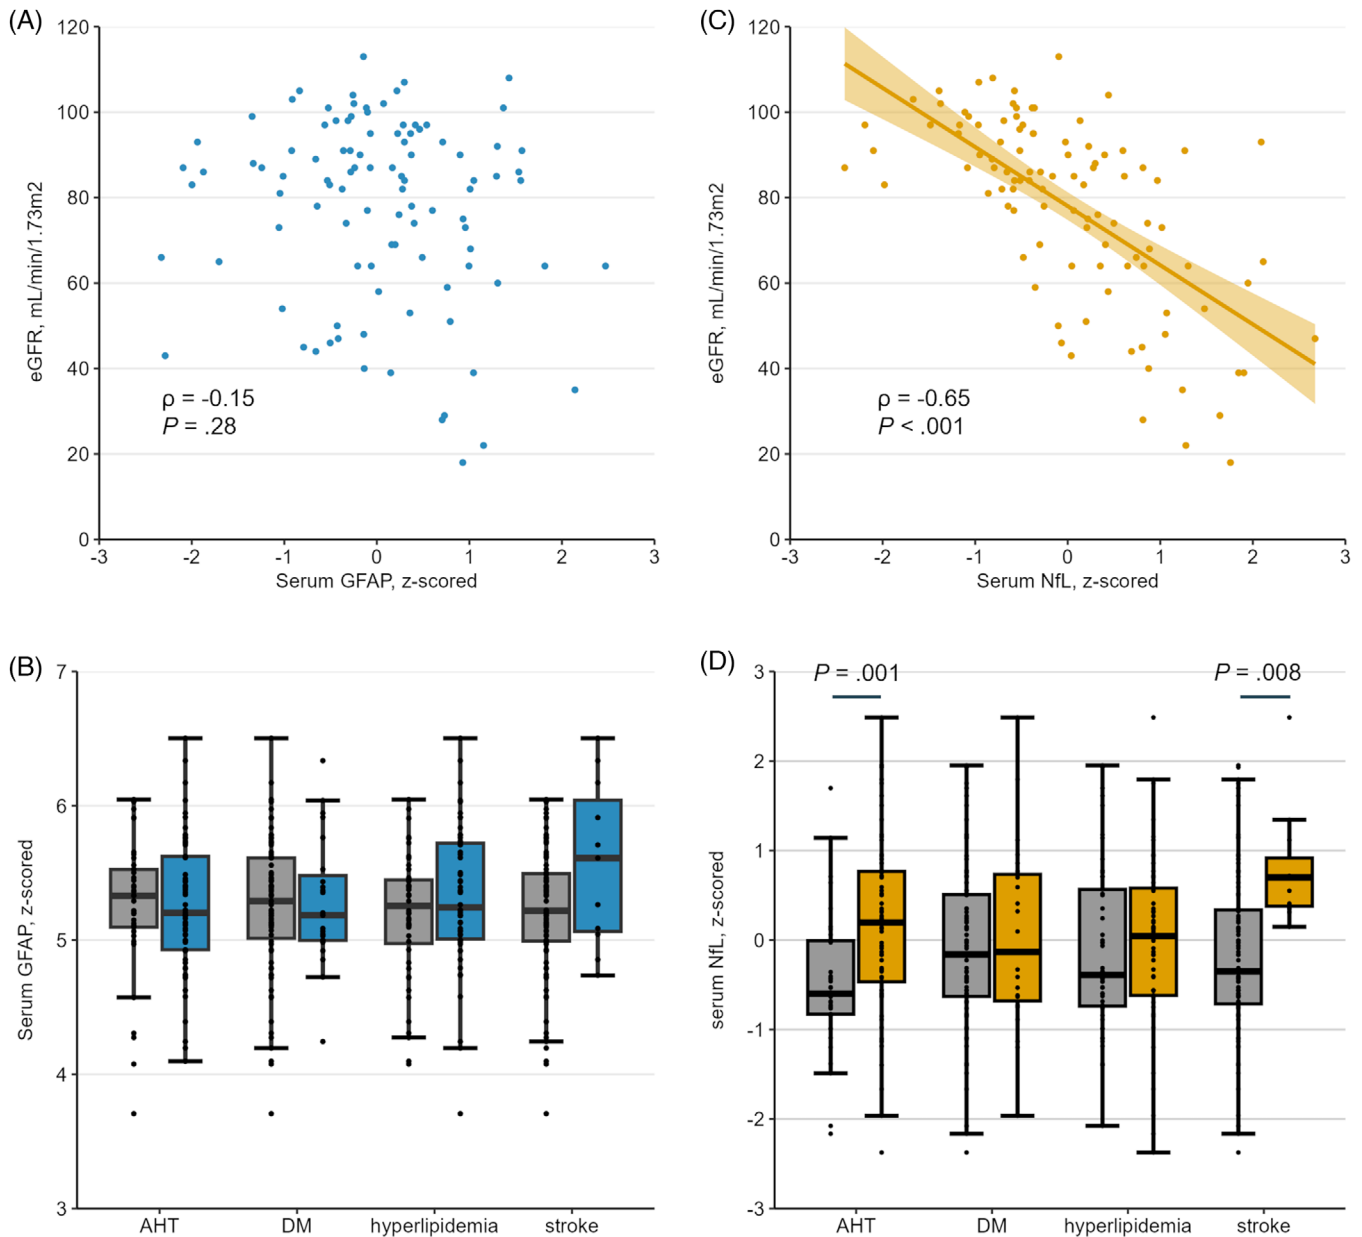 (A)
120
100
80
60
40
20
0
eGFR, mL/min/1.73m2
ρ = -0.15
P = .28
-3 -2 -1 0 1 2 3
Serum GFAP, z-scored
(C)
120
100
80
60
40
20
0
eGFR, mL/min/1.73m2
ρ = -0.65
P < .001
-3 -2 -1 0 1 2 3
Serum NfL, z-scored
(B)
7
6
5
4
3
Serum GFAP, z-scored
AHT DM hyperlipidemia stroke
(D)
P = .001 P = .008
3
2
1
0
-1
-2
-3
serum NfL, z-scored
AHT DM hyperlipidemia stroke